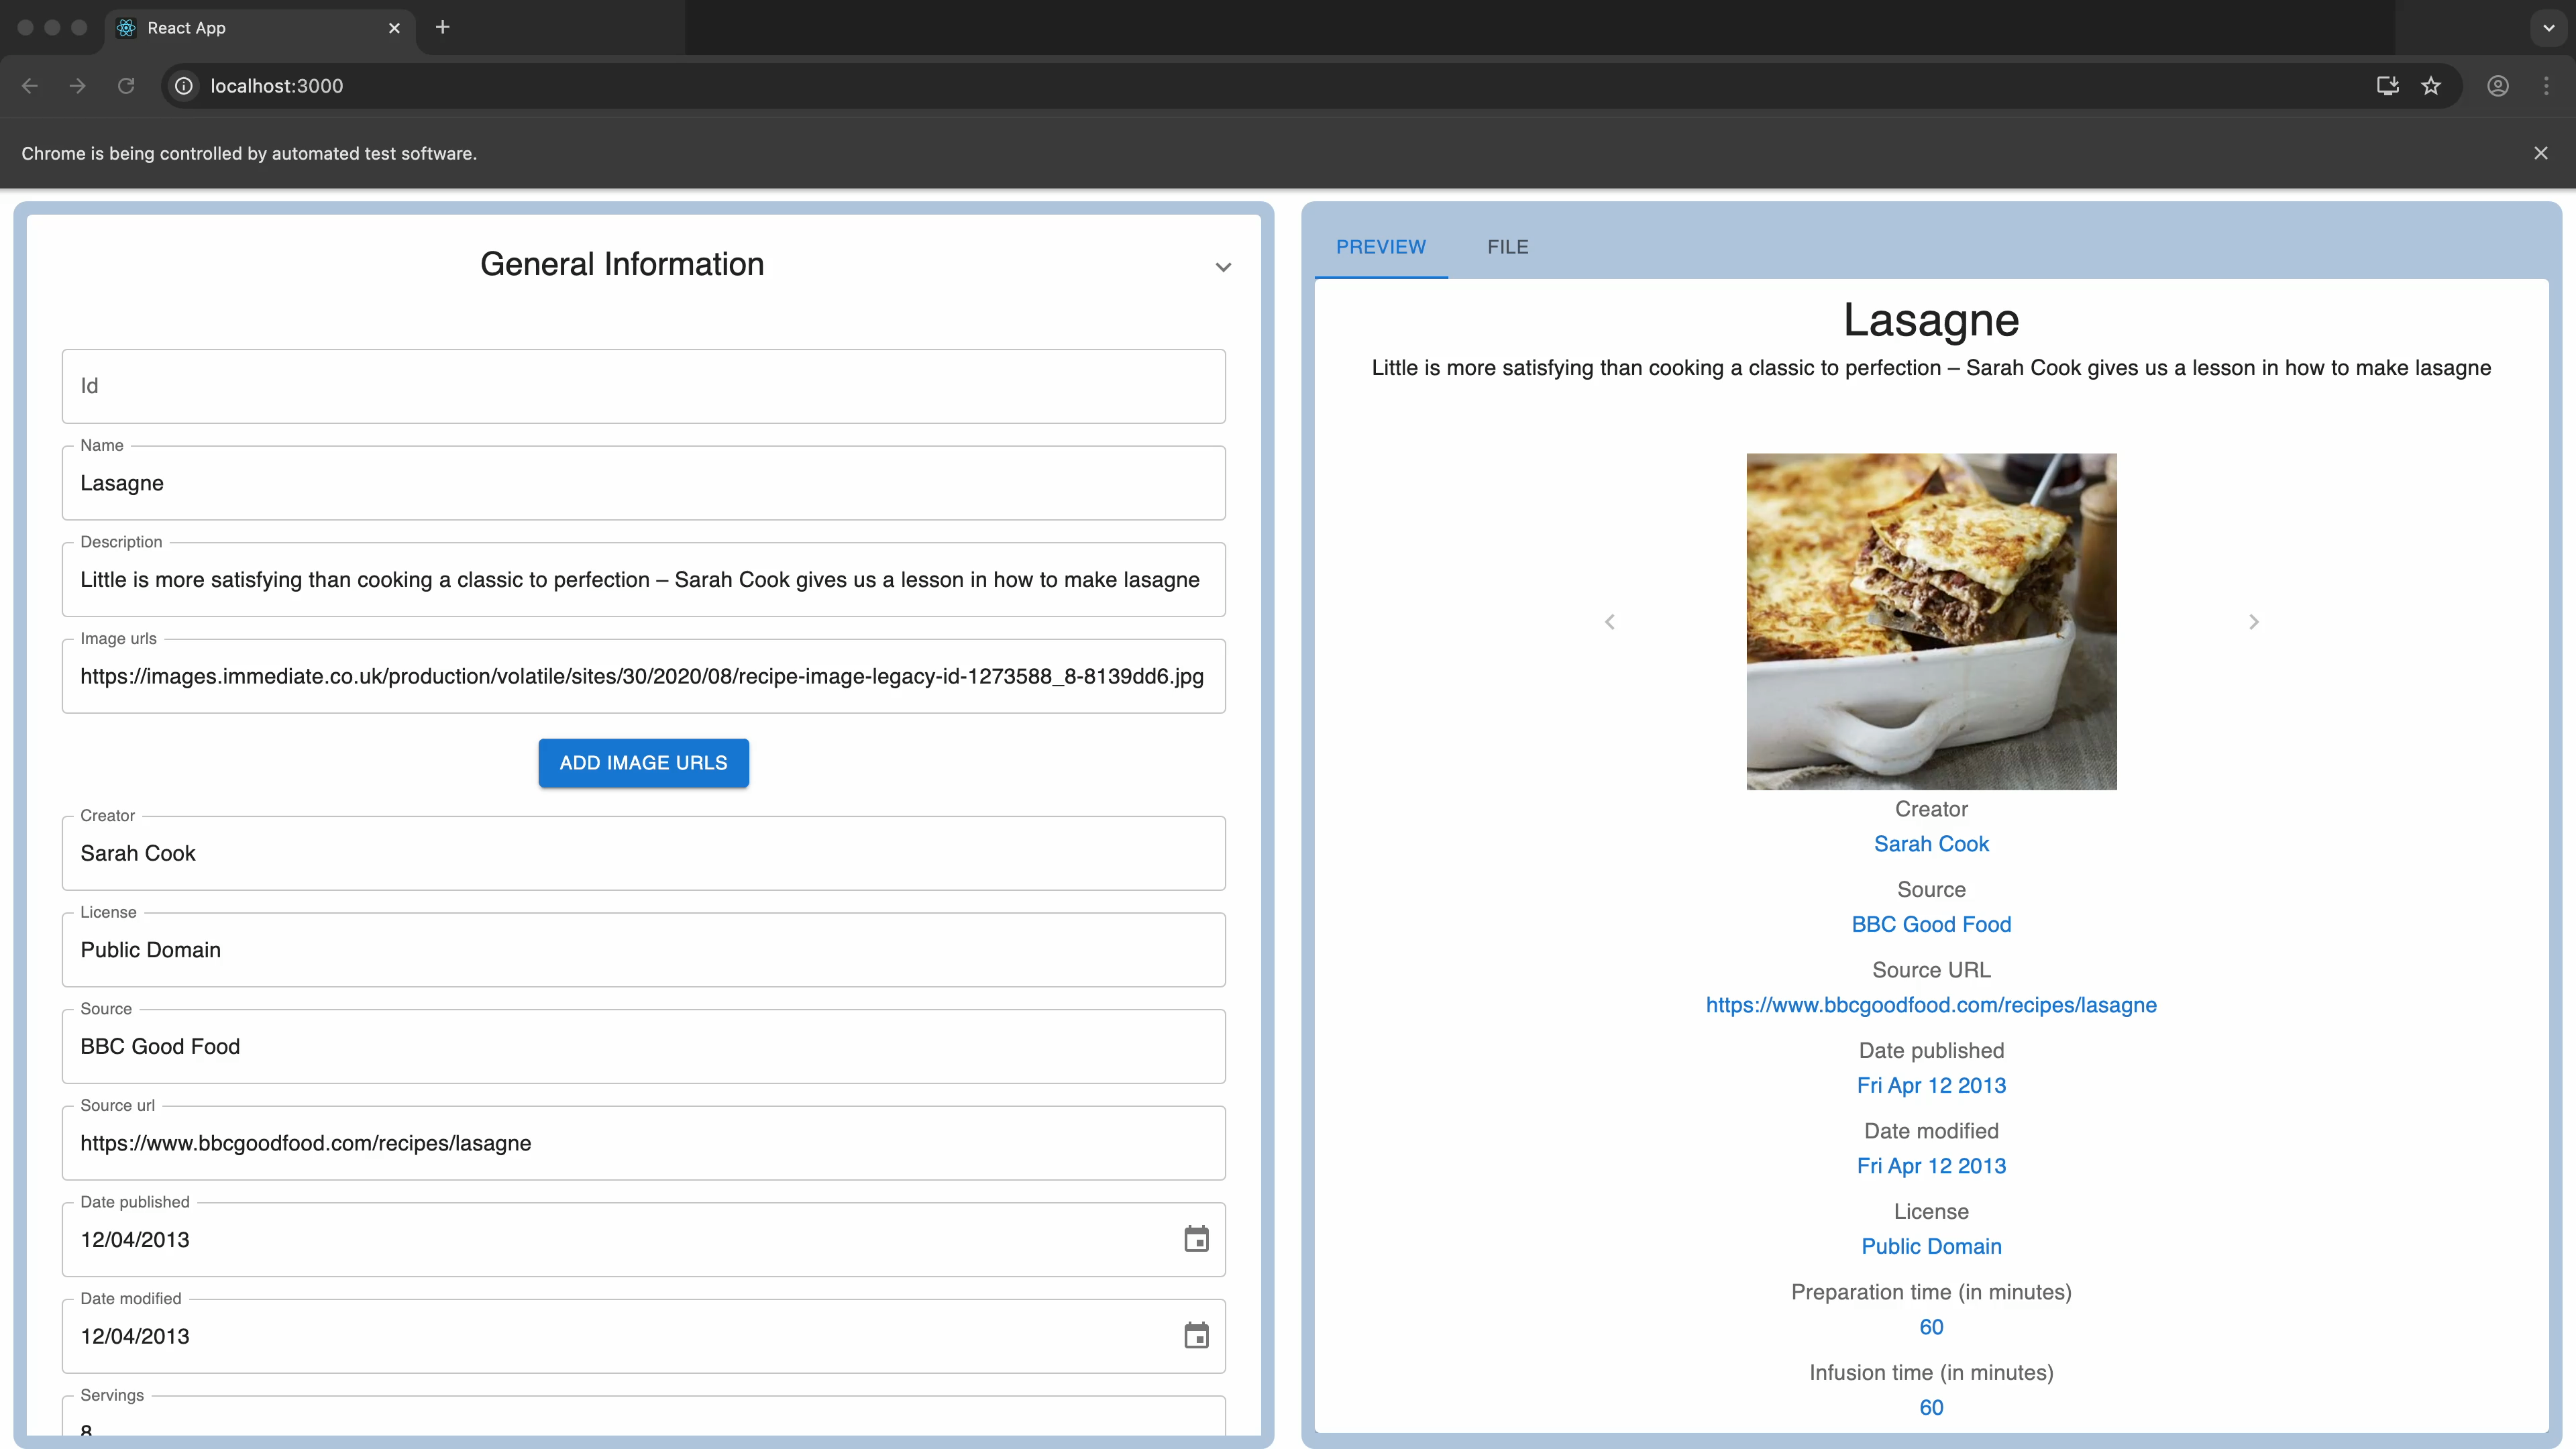 React App
localhost:3000
Chrome is being controlled by automated test software.
General Information
Id
Name
Lasagne
Description
Little is more satisfying than cooking a classic to perfection – Sarah Cook gives us a lesson in how to make lasagne
Image urls
https://images.immediate.co.uk/production/volatile/sites/30/2020/08/recipe-image-legacy-id-1273588_8-8139dd6.jpg
ADD IMAGE URLS
Creator
Sarah Cook
License
Public Domain
Source
BBC Good Food
Source url
https://www.bbcgoodfood.com/recipes/lasagne
Date published
12/04/2013
Date modified
12/04/2013
Servings
8
PREVIEW FILE
Lasagne
Little is more satisfying than cooking a classic to perfection – Sarah Cook gives us a lesson in how to make lasagne
Creator
Sarah Cook
Source
BBC Good Food
Source URL
https://www.bbcgoodfood.com/recipes/lasagne
Date published
Fri Apr 12 2013
Date modified
Fri Apr 12 2013
License
Public Domain
Preparation time (in minutes)
60
Infusion time (in minutes)
60